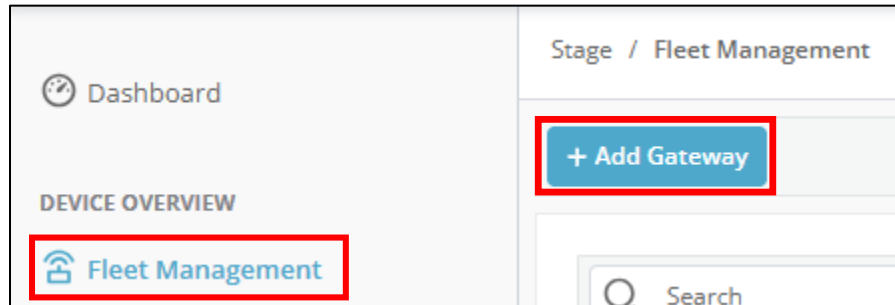 Dashboard
DEVICE OVERVIEW
Fleet Management
Stage / Fleet Management
+ Add Gateway
Search